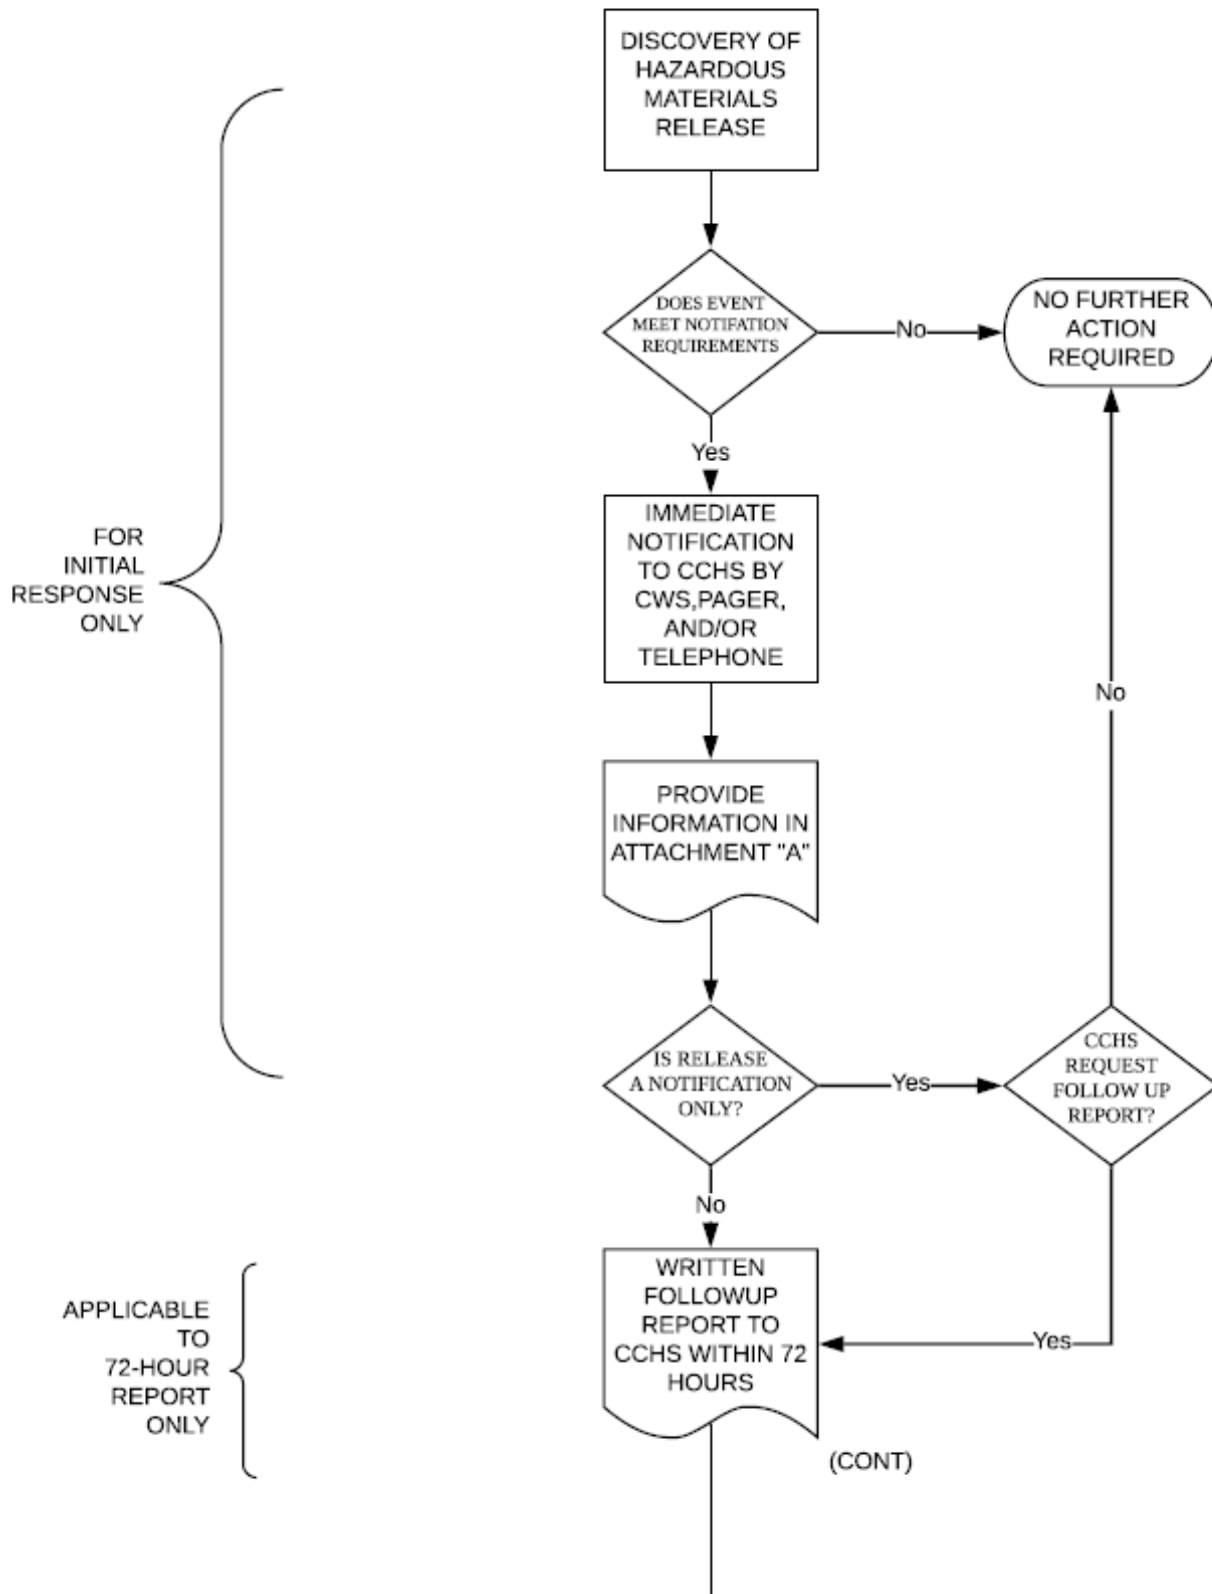 DISCOVERY OF
HAZARDOUS
MATERIALS
RELEASE
DOES EVENT
MEET NOTIFATION
REQUIREMENTS
No
NO FURTHER
ACTION
REQUIRED
Yes
IMMEDIATE
NOTIFICATION
TO CCHS BY
CWS,PAGER,
AND/OR
TELEPHONE
FOR
INITIAL
RESPONSE
ONLY
No
PROVIDE
INFORMATION IN
ATTACHMENT "A"
IS RELEASE
A NOTIFICATION
ONLY?
Yes
CCHS
REQUEST
FOLLOW UP
REPORT?
No
WRITTEN
FOLLOWUP
REPORT TO
CCHS WITHIN 72
HOURS
Yes
APPLICABLE
TO
72-HOUR
REPORT
ONLY
(CONT)